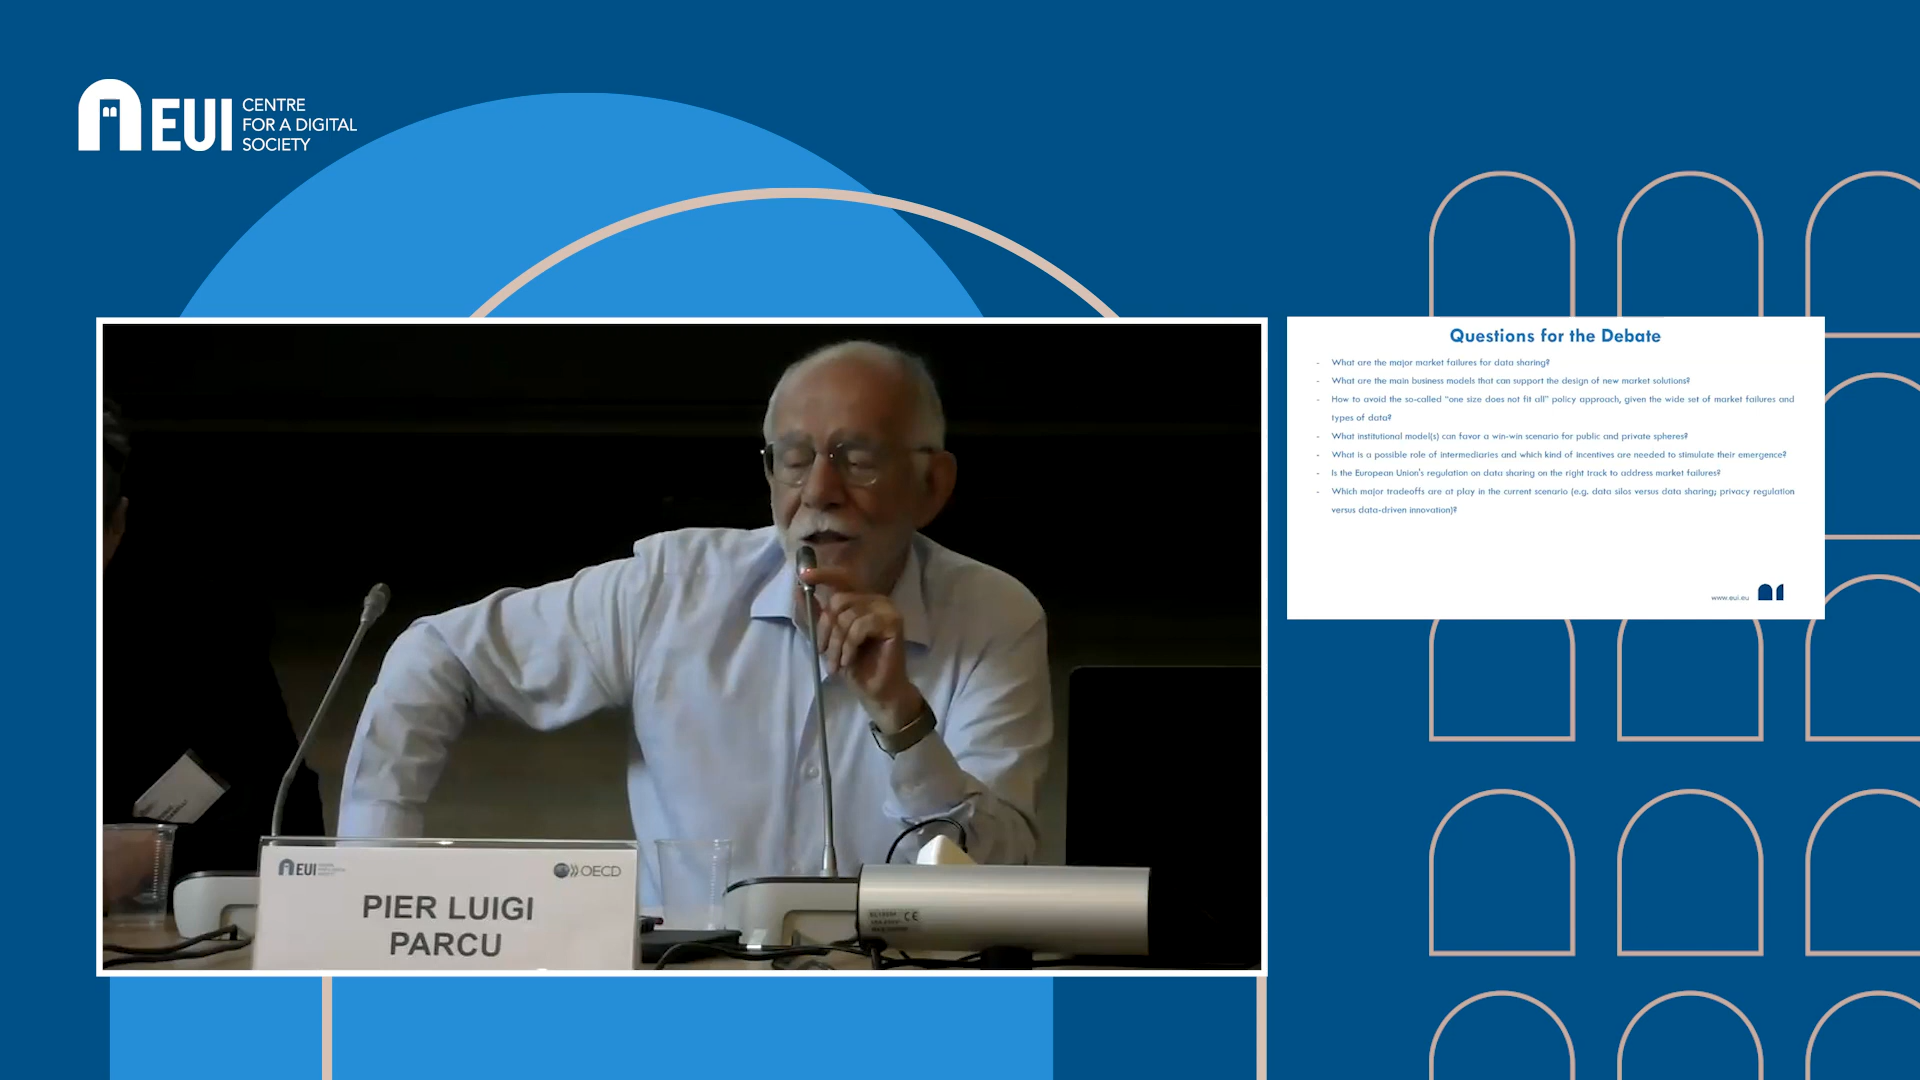 EUI
CENTRE
FOR A DIGITAL
SOCIETY
Questions for the Debate
- What are the major market failures for data sharing?
- What are the main business models that can support the design of new market solutions?
- How to avoid the so-called "one size does not fit all" policy approach, given the wide set of market failures and
types of data?
- What institutional model(s) can favor a win-win scenario for public and private spheres?
- What is a possible role of intermediaries and which kind of incentives are needed to stimulate their emergence?
- Is the European Union's regulation on data sharing on the right track to address market failures?
- Which major tradeoffs are at play in the current scenario (e.g. data silos versus data sharing; privacy regulation
versus data-driven innovation)?
www.eui.eu
EUI
OECD
PIER LUIGI
PARCU
CE